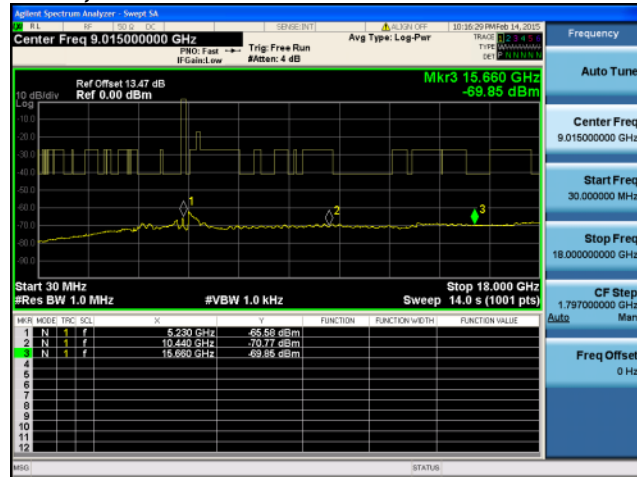 Agilent Spectrum Analyzer - Swept SA
RL RF 50 Ω DC SENSE:INT ALIGN OFF 10:16:29 PM Feb 14, 2015
Center Freq 9.015000000 GHz
PNO: Fast
IFGain:Low
Trig: Free Run
#Atten: 4 dB
Avg Type: Log-Pwr
TRACE 1 2 3 4 5 6
TYPE
DET P N N N N N
Frequency
Auto Tune
Ref Offset 13.47 dB
Ref 0.00 dBm
10 dB/div
Log
Mkr3 15.660 GHz
-69.85 dBm
-10.0
-20.0
-30.0
-40.0
-50.0
-60.0
-70.0
-80.0
-90.0
1
2
3
Center Freq
9.015000000 GHz
Start Freq
30.000000 MHz
Stop Freq
18.000000000 GHz
CF Step
1.797000000 GHz
Auto Man
Freq Offset
0 Hz
Start 30 MHz Stop 18.000 GHz
#Res BW 1.0 MHz #VBW 1.0 kHz Sweep 14.0 s (1001 pts)
MKR MODE TRC SCL X Y FUNCTION FUNCTION WIDTH FUNCTION VALUE
1 N 1 f 5.230 GHz -65.58 dBm
2 N 1 f 10.440 GHz -70.77 dBm
3 N 1 f 15.660 GHz -69.85 dBm
4
5
6
7
8
9
10
11
12
MSG STATUS